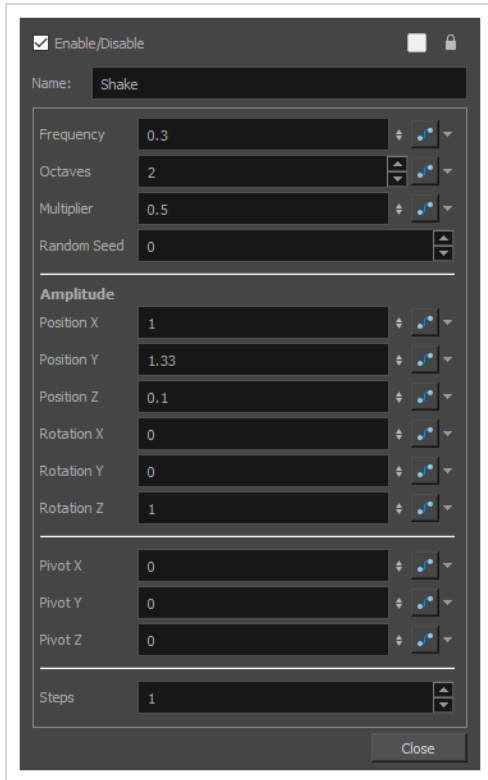 Enable/Disable
Name: Shake
Frequency 0.3
Octaves 2
Multiplier 0.5
Random Seed 0
Amplitude
Position X 1
Position Y 1.33
Position Z 0.1
Rotation X 0
Rotation Y 0
Rotation Z 1
Pivot X 0
Pivot Y 0
Pivot Z 0
Steps 1
Close